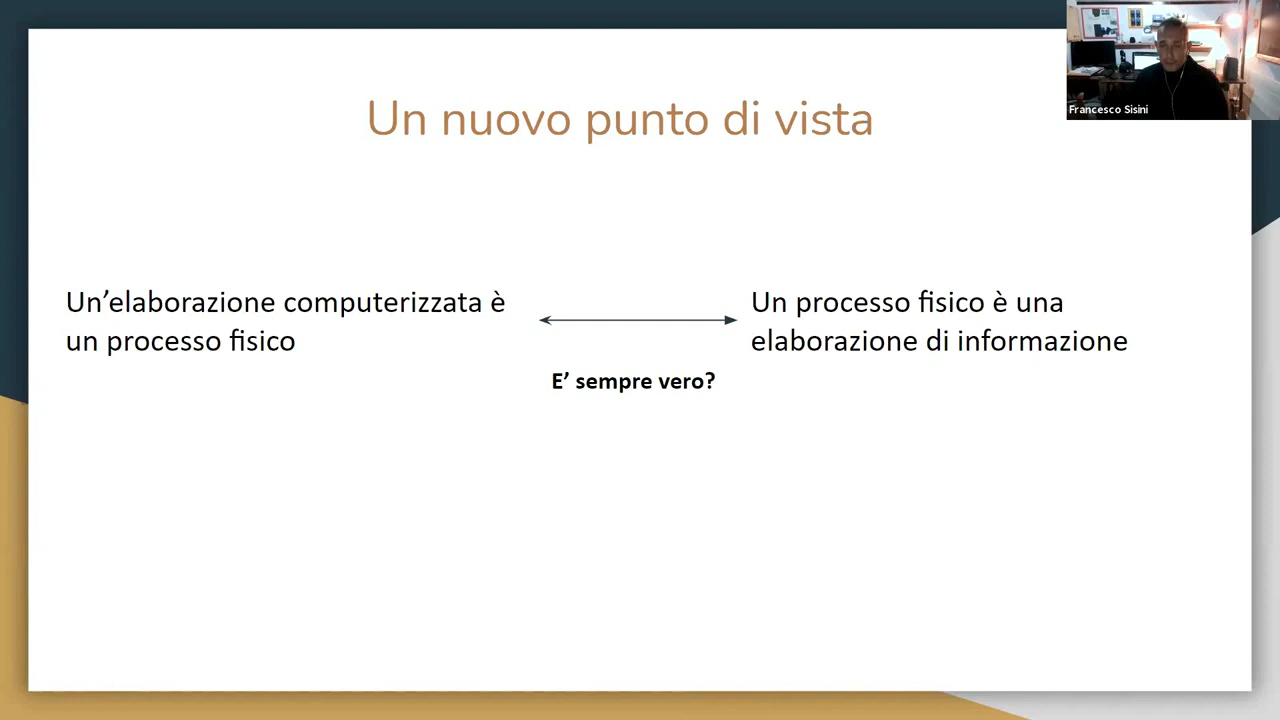 Un nuovo punto di vista
Francesco Sisini
Un’elaborazione computerizzata è
un processo fisico
Un processo fisico è una
elaborazione di informazione
E’ sempre vero?